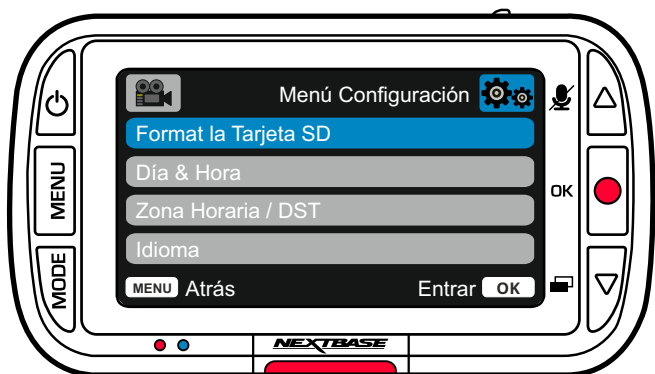 Menú Configuración
Format la Tarjeta SD
Día & Hora
Zona Horaria / DST
Idioma
MENU Atrás
Entrar OK
MENU
MODE
OK
NEXTBASE